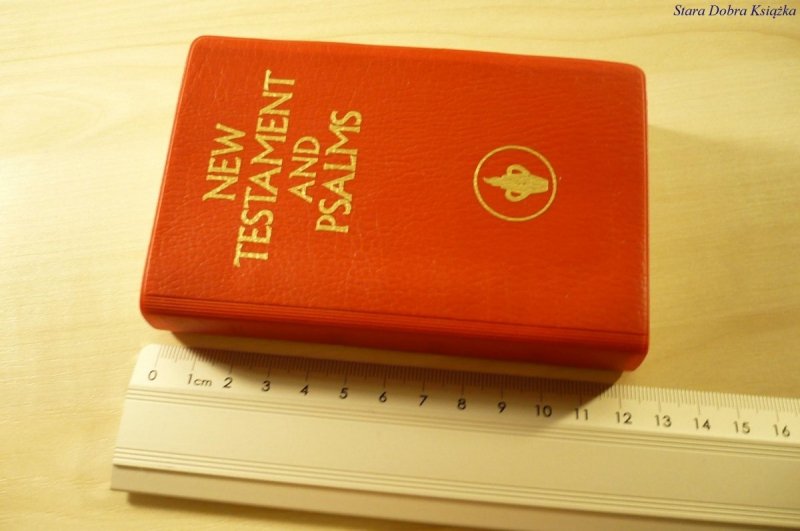 Stara Dobra Książka
NEW
TESTAMENT
AND
PSALMS
0 1cm 2 3 4 5 6 7 8 9 10 11 12 13 14 15 16